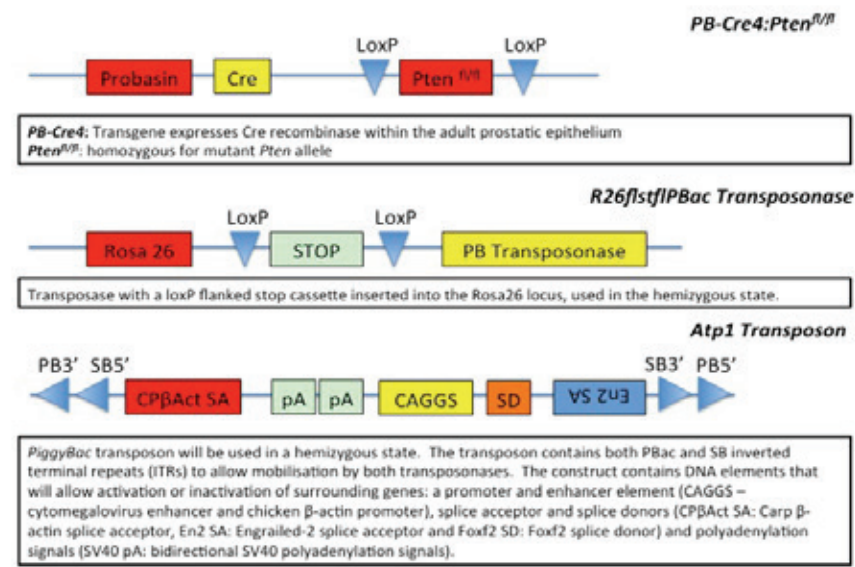 PB-Cre4:Pten^fl/fl
LoxP LoxP
Probasin Cre Pten ^fl/fl
PB-Cre4: Transgene expresses Cre recombinase within the adult prostatic epithelium
Pten^fl/fl: homozygous for mutant Pten allele
R26flstflPBac Transposonase
LoxP LoxP
Rosa 26 STOP PB Transposonase
Transposase with a loxP flanked stop cassette inserted into the Rosa26 locus, used in the hemizygous state.
Atp1 Transposon
PB3' SB5' SB3' PB5'
CPβAct SA pA pA CAGGS SD En2 SA
PiggyBac transposon will be used in a hemizygous state. The transposon contains both PBac and SB inverted
terminal repeats (ITRs) to allow mobilisation by both transposonases. The construct contains DNA elements that
will allow activation or inactivation of surrounding genes: a promoter and enhancer element (CAGGS –
cytomegalovirus enhancer and chicken β-actin promoter), splice acceptor and splice donors (CPβAct SA: Carp β-
actin splice acceptor, En2 SA: Engrailed-2 splice acceptor and Foxf2 SD: Foxf2 splice donor) and polyadenylation
signals (SV40 pA: bidirectional SV40 polyadenylation signals).